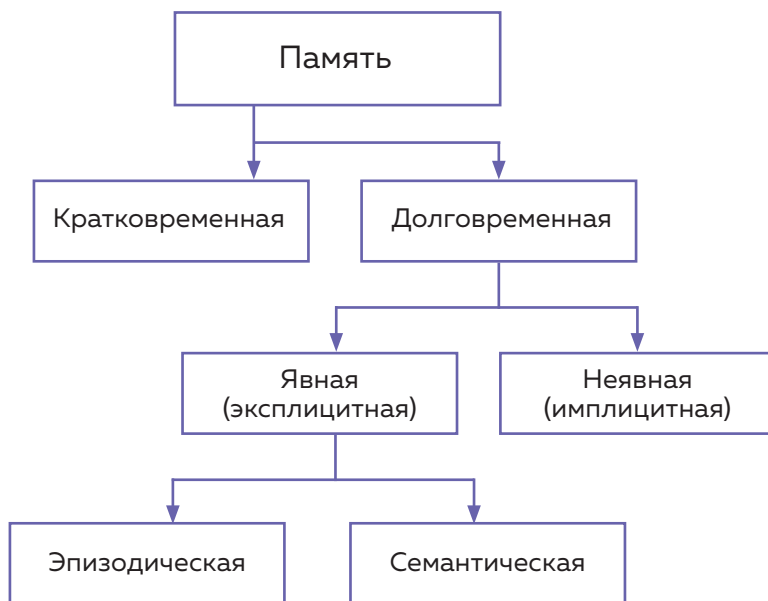 Память
Кратковременная
Долговременная
Явная
(эксплицитная)
Неявная
(имплицитная)
Эпизодическая
Семантическая